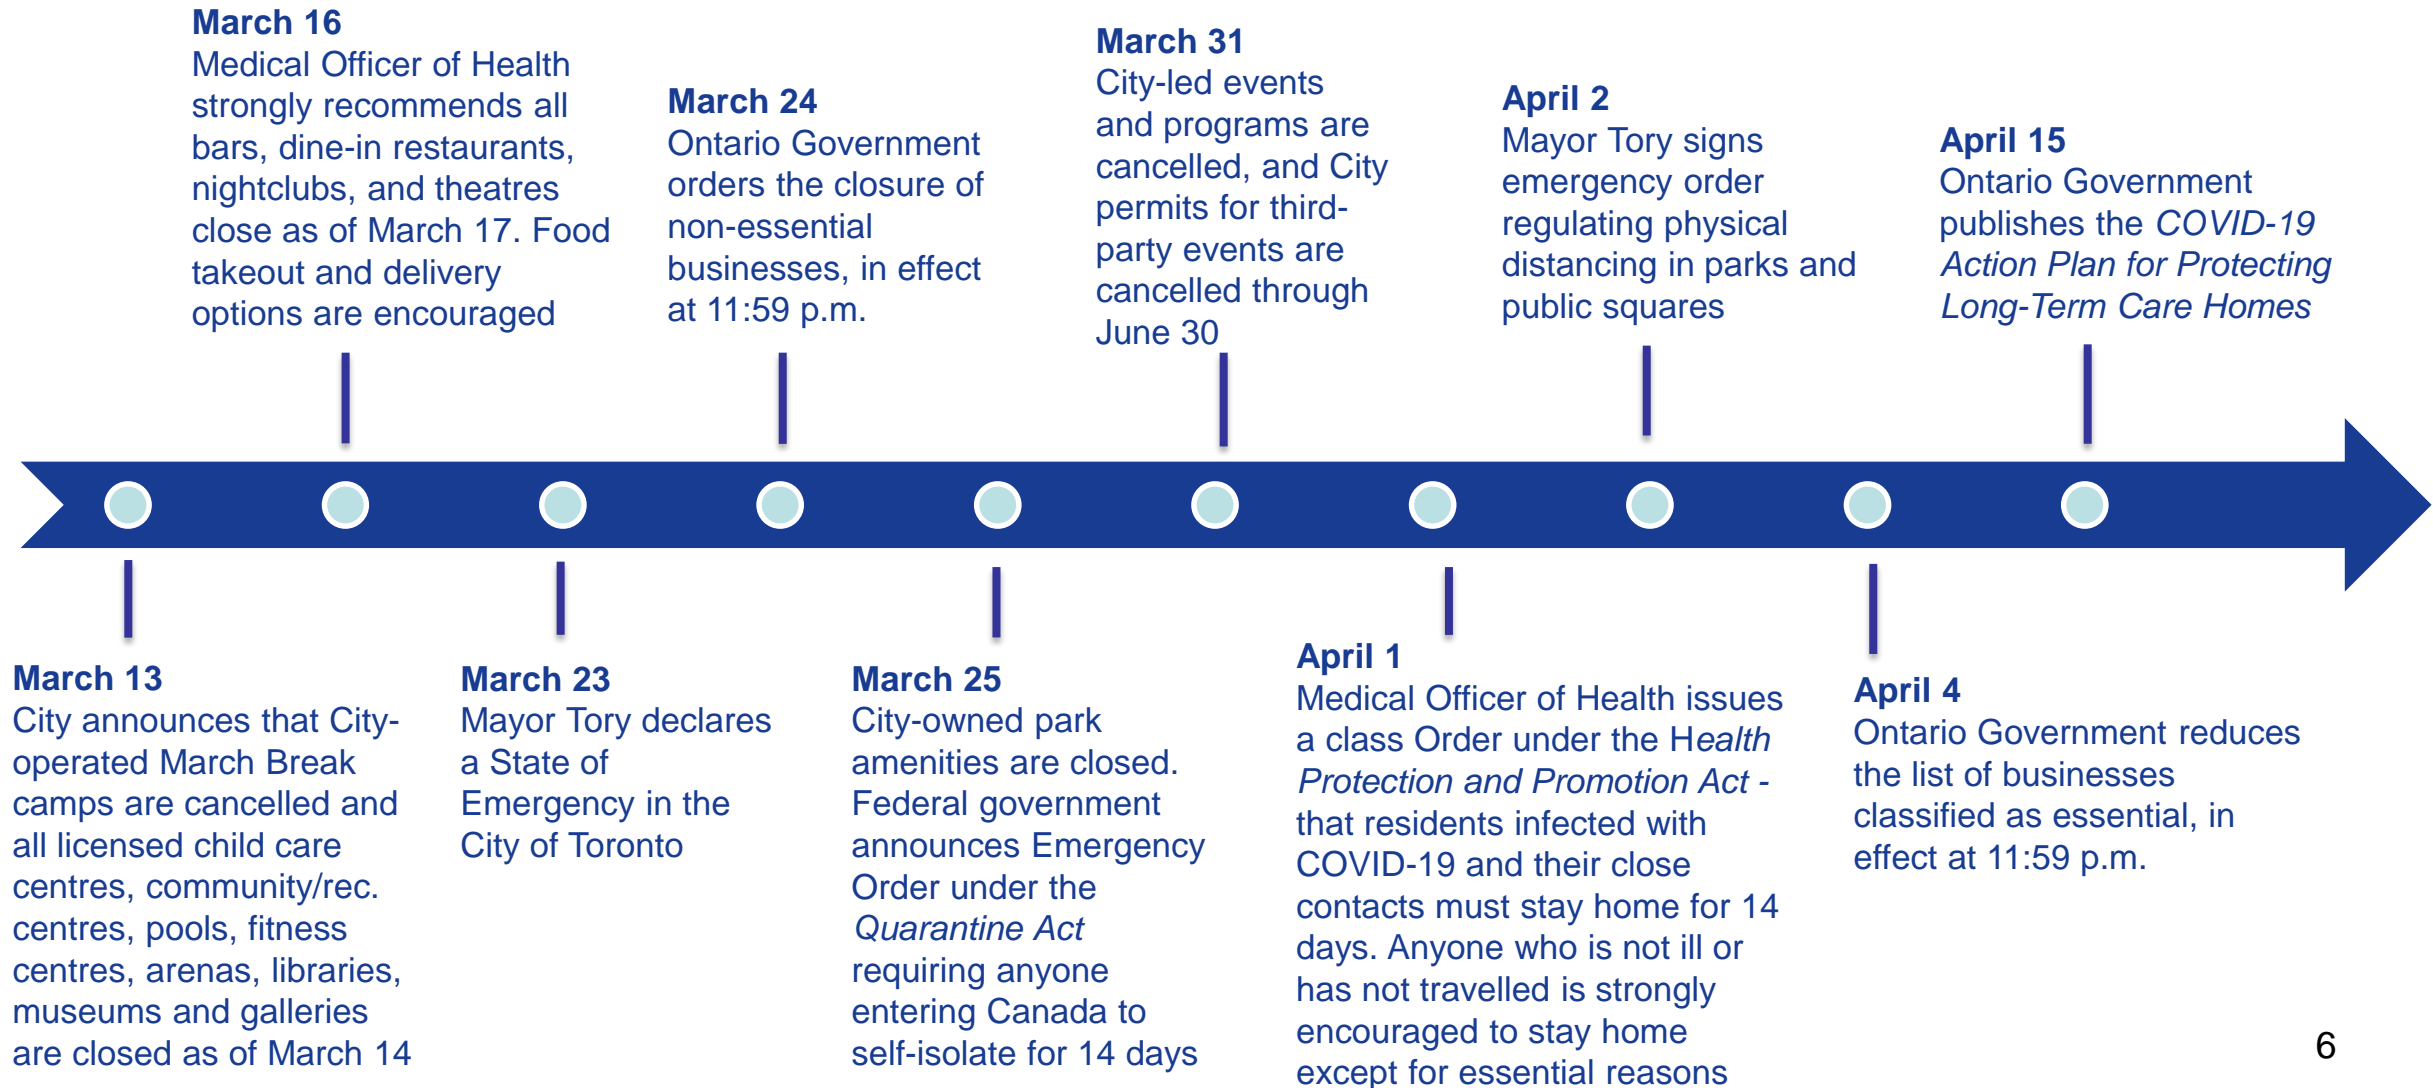 March 16
Medical Officer of Health
strongly recommends all
bars, dine-in restaurants,
nightclubs, and theatres
close as of March 17. Food
takeout and delivery
options are encouraged
March 24
Ontario Government
orders the closure of
non-essential
businesses, in effect
at 11:59 p.m.
March 31
City-led events
and programs are
cancelled, and City
permits for third-
party events are
cancelled through
June 30
April 2
Mayor Tory signs
emergency order
regulating physical
distancing in parks and
public squares
April 15
Ontario Government
publishes the COVID-19
Action Plan for Protecting
Long-Term Care Homes
March 13
City announces that City-
operated March Break
camps are cancelled and
all licensed child care
centres, community/rec.
centres, pools, fitness
centres, arenas, libraries,
museums and galleries
are closed as of March 14
March 23
Mayor Tory declares
a State of
Emergency in the
City of Toronto
March 25
City-owned park
amenities are closed.
Federal government
announces Emergency
Order under the
Quarantine Act
requiring anyone
entering Canada to
self-isolate for 14 days
April 1
Medical Officer of Health issues
a class Order under the Health
Protection and Promotion Act -
that residents infected with
COVID-19 and their close
contacts must stay home for 14
days. Anyone who is not ill or
has not travelled is strongly
encouraged to stay home
except for essential reasons
April 4
Ontario Government reduces
the list of businesses
classified as essential, in
effect at 11:59 p.m.
6